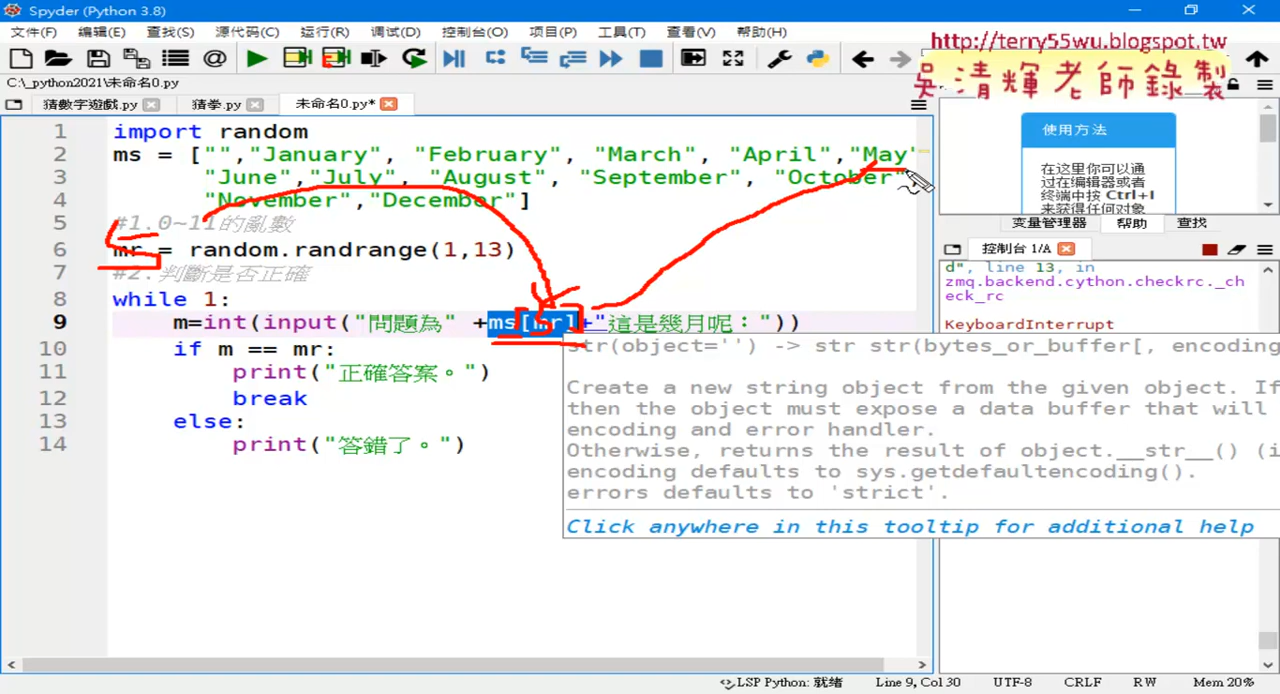 Spyder (Python 3.8)
文件(F) 编辑(E) 查找(S) 源代码(C) 运行(R) 调试(D) 控制台(O) 项目(P) 工具(T) 查看(V) 帮助(H)
http://terry55wu.blogspot.tw
吳清輝老師錄製
C:\_python2021\未命名0.py
猜數字遊戲.py 猜拳.py 未命名0.py*
1 import random
2 ms = ["","January", "February", "March", "April","May"
3 "June","July", "August", "September", "October"
4 "November","December"]
5 #1.0~11的亂數
6 mr = random.randrange(1,13)
7 #2.判斷是否正確
8 while 1:
9 m=int(input("問題為" +ms[mr]+"這是幾月呢："))
10 if m == mr:
11 print("正確答案。")
12 break
13 else:
14 print("答錯了。")
str(object='') -> str str(bytes_or_buffer[, encoding
Create a new string object from the given object. If
then the object must expose a data buffer that will
encoding and error handler.
Otherwise, returns the result of object.__str__() (i
encoding defaults to sys.getdefaultencoding().
errors defaults to 'strict'.
Click anywhere in this tooltip for additional help
使用方法
在这里你可以通
过在编辑器或者
终端中按 Ctrl+I
来获得任何对象
变量管理器 帮助 查找
控制台 1/A
d", line 13, in
zmq.backend.cython.checkrc._ch
eck_rc
KeyboardInterrupt
LSP Python: 就绪 Line 9, Col 30 UTF-8 CRLF RW Mem 20%